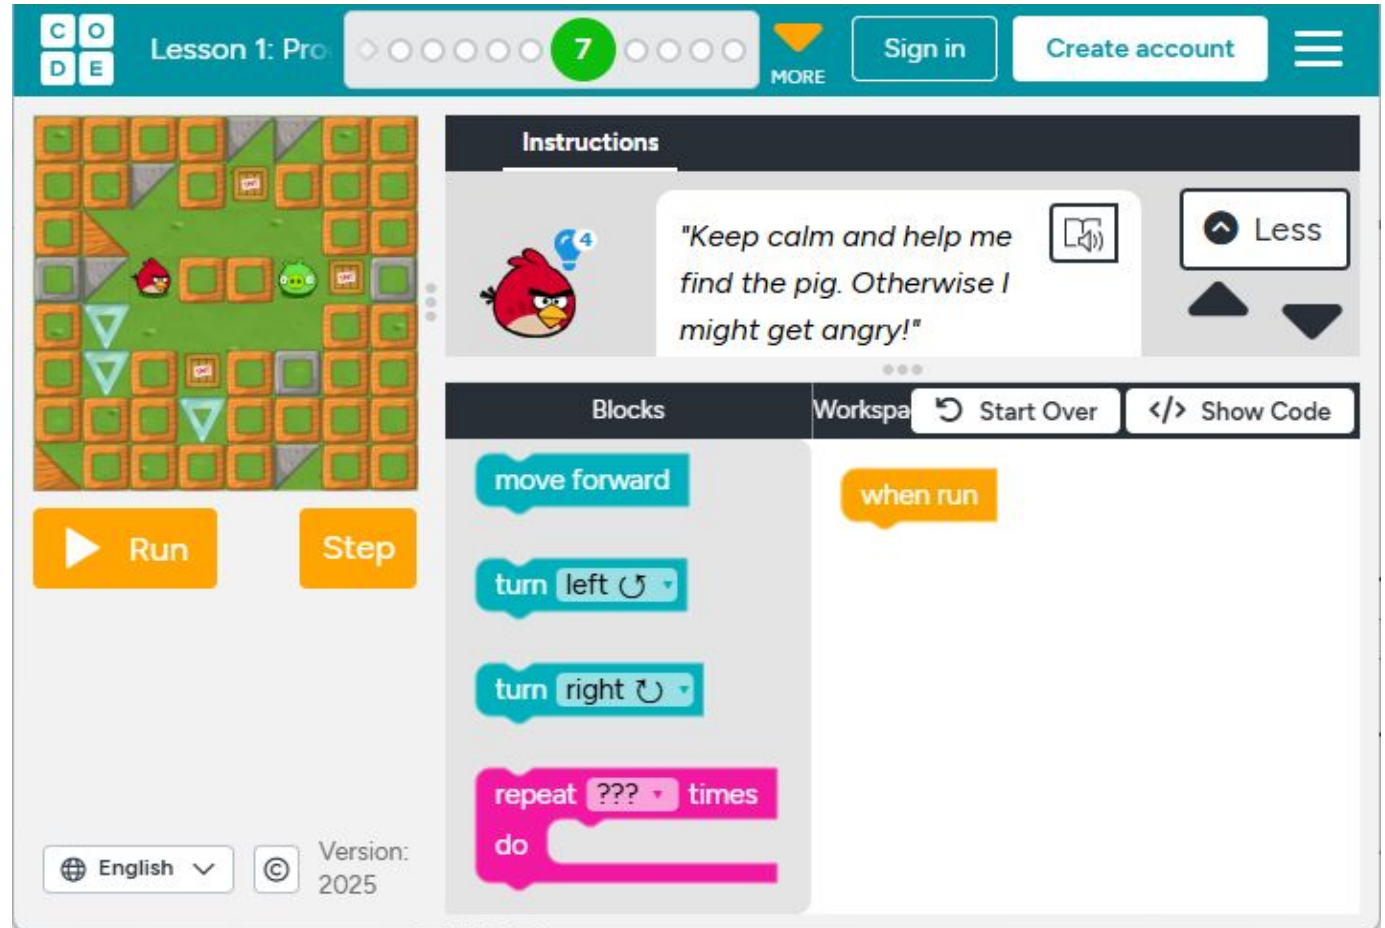 C O
D E
Lesson 1: Pro
7
MORE
Sign in
Create account
Instructions
4
"Keep calm and help me
find the pig. Otherwise I
might get angry!"
Less
Blocks
Workspa
Start Over
</> Show Code
move forward
when run
Run
Step
turn left
turn right
repeat ??? times
do
English
©
Version:
2025